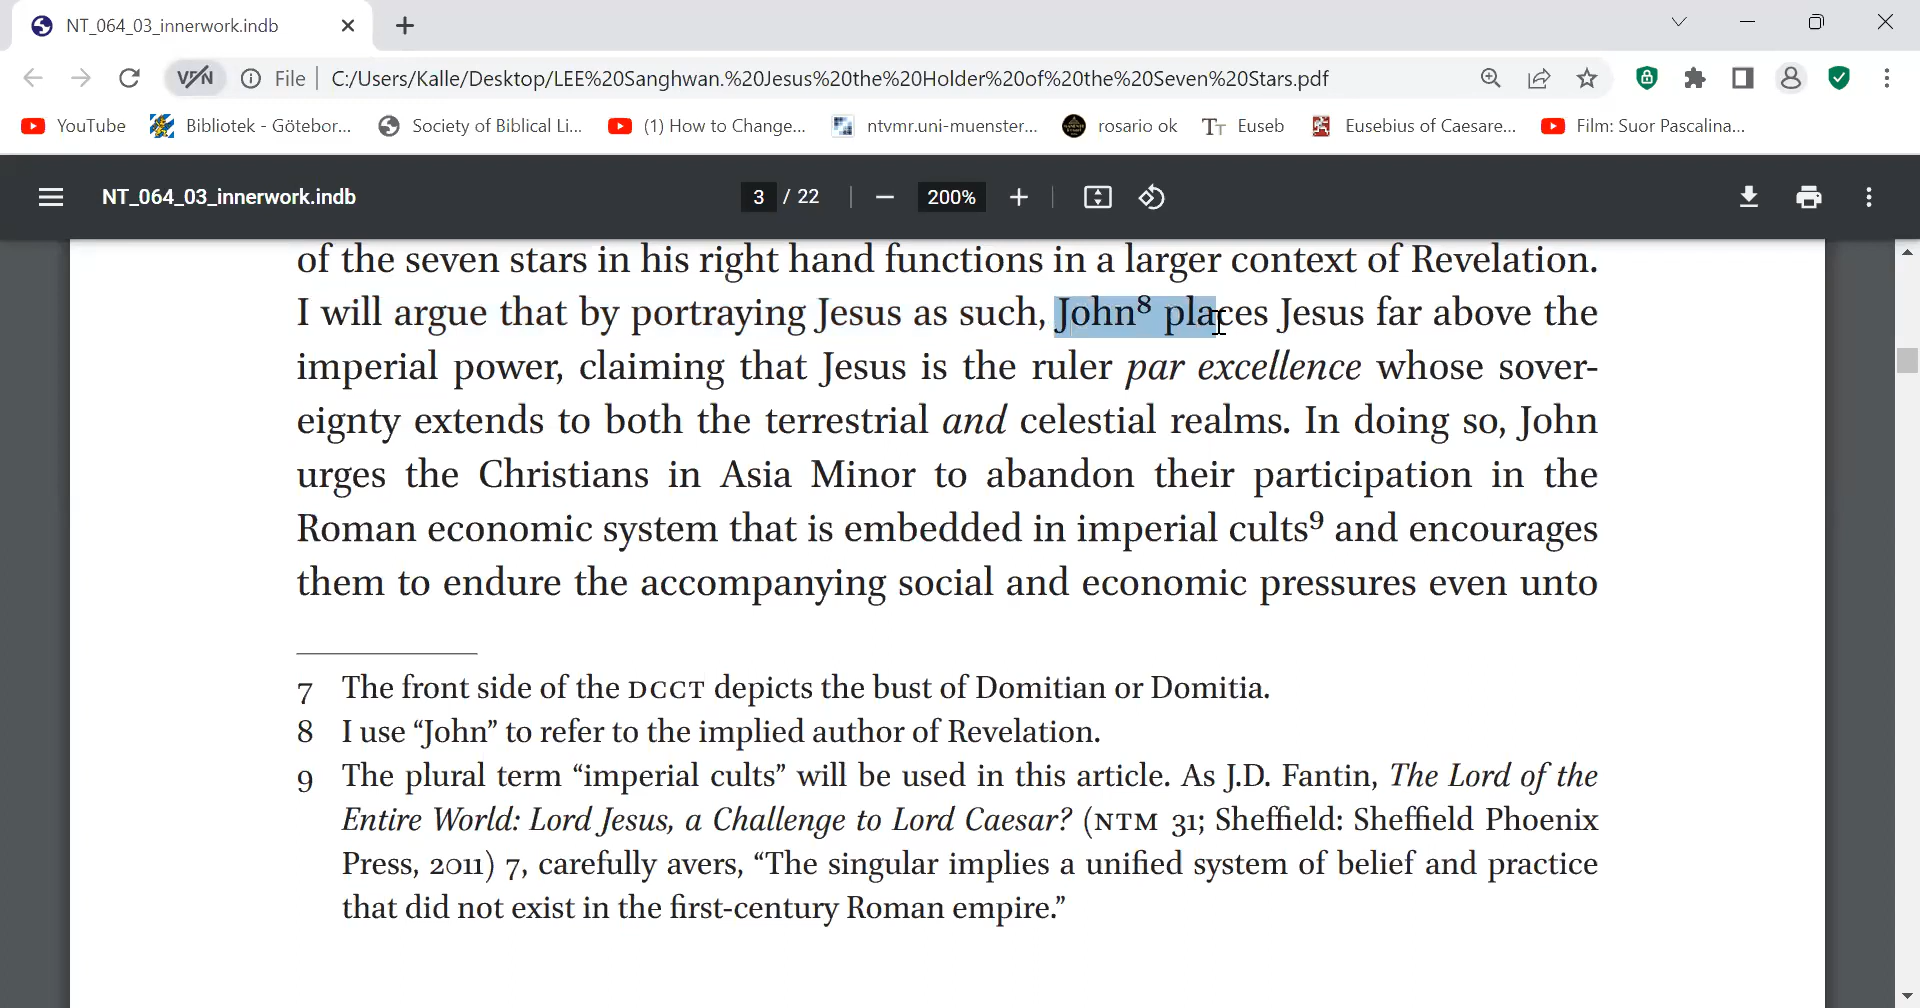 NT_064_03_innerwork.indb
VPN File C:/Users/Kalle/Desktop/LEE%20Sanghwan.%20Jesus%20the%20Holder%20of%20the%20Seven%20Stars.pdf
YouTube Bibliotek - Götebor... Society of Biblical Li... (1) How to Change... ntvmr.uni-muenster... rosario ok Euseb Eusebius of Caesare... Film: Suor Pascalina...
NT_064_03_innerwork.indb 3 / 22 200%
of the seven stars in his right hand functions in a larger context of Revelation.
I will argue that by portraying Jesus as such, John⁸ places Jesus far above the
imperial power, claiming that Jesus is the ruler par excellence whose sover-
eignty extends to both the terrestrial and celestial realms. In doing so, John
urges the Christians in Asia Minor to abandon their participation in the
Roman economic system that is embedded in imperial cults⁹ and encourages
them to endure the accompanying social and economic pressures even unto
7 The front side of the DCCT depicts the bust of Domitian or Domitia.
8 I use “John” to refer to the implied author of Revelation.
9 The plural term “imperial cults” will be used in this article. As J.D. Fantin, The Lord of the
Entire World: Lord Jesus, a Challenge to Lord Caesar? (NTM 31; Sheffield: Sheffield Phoenix
Press, 2011) 7, carefully avers, “The singular implies a unified system of belief and practice
that did not exist in the first-century Roman empire.”